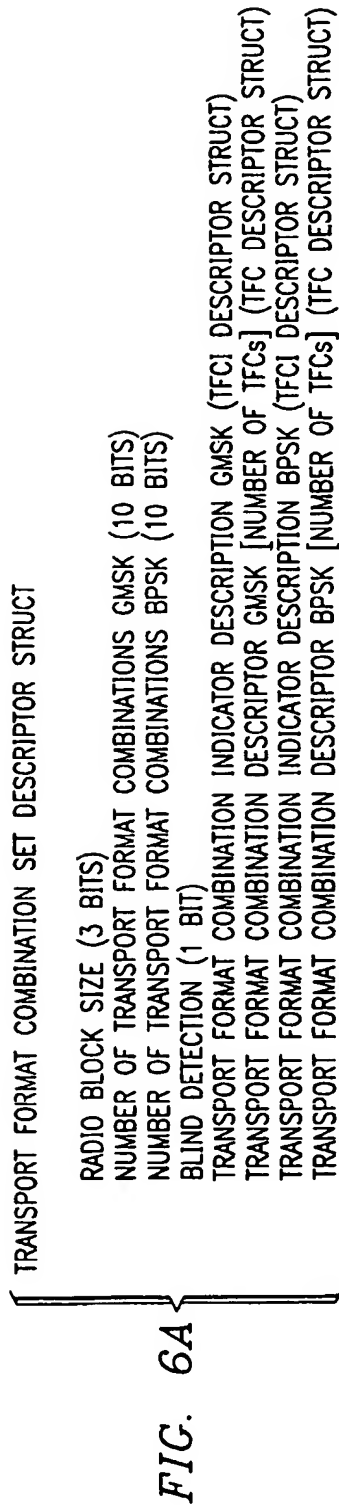 TRANSPORT FORMAT COMBINATION SET DESCRIPTOR STRUCT
RADIO BLOCK SIZE (3 BITS)
NUMBER OF TRANSPORT FORMAT COMBINATIONS GMSK (10 BITS)
NUMBER OF TRANSPORT FORMAT COMBINATIONS BPSK (10 BITS)
BLIND DETECTION (1 BIT)
TRANSPORT FORMAT COMBINATION INDICATOR DESCRIPTION GMSK (TFCI DESCRIPTOR STRUCT)
TRANSPORT FORMAT COMBINATION DESCRIPTOR GMSK [NUMBER OF TFCs] (TFC DESCRIPTOR STRUCT)
TRANSPORT FORMAT COMBINATION INDICATOR DESCRIPTION BPSK (TFCI DESCRIPTOR STRUCT)
TRANSPORT FORMAT COMBINATION DESCRIPTOR BPSK [NUMBER OF TFCs] (TFC DESCRIPTOR STRUCT)
FIG. 6A